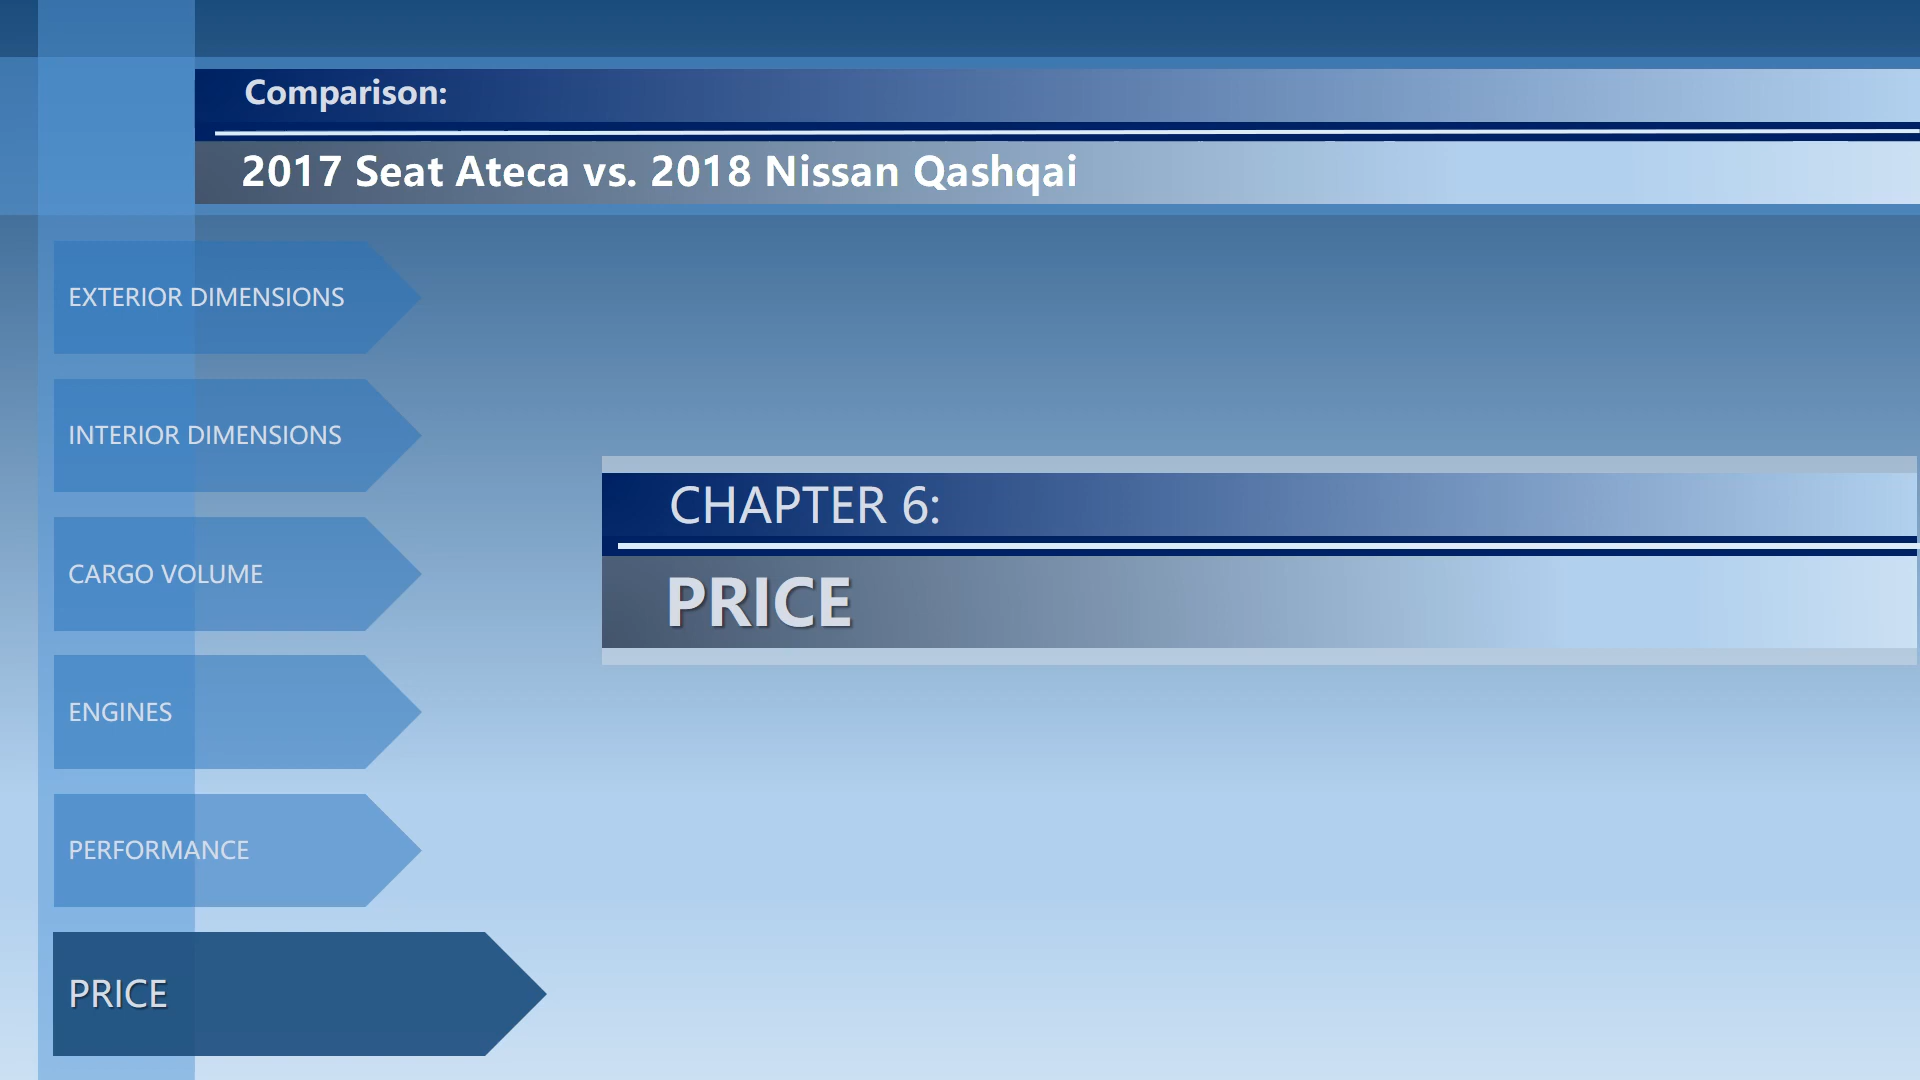 Comparison:
2017 Seat Ateca vs. 2018 Nissan Qashqai
EXTERIOR DIMENSIONS
INTERIOR DIMENSIONS
CARGO VOLUME
ENGINES
PERFORMANCE
PRICE
CHAPTER 6:
PRICE